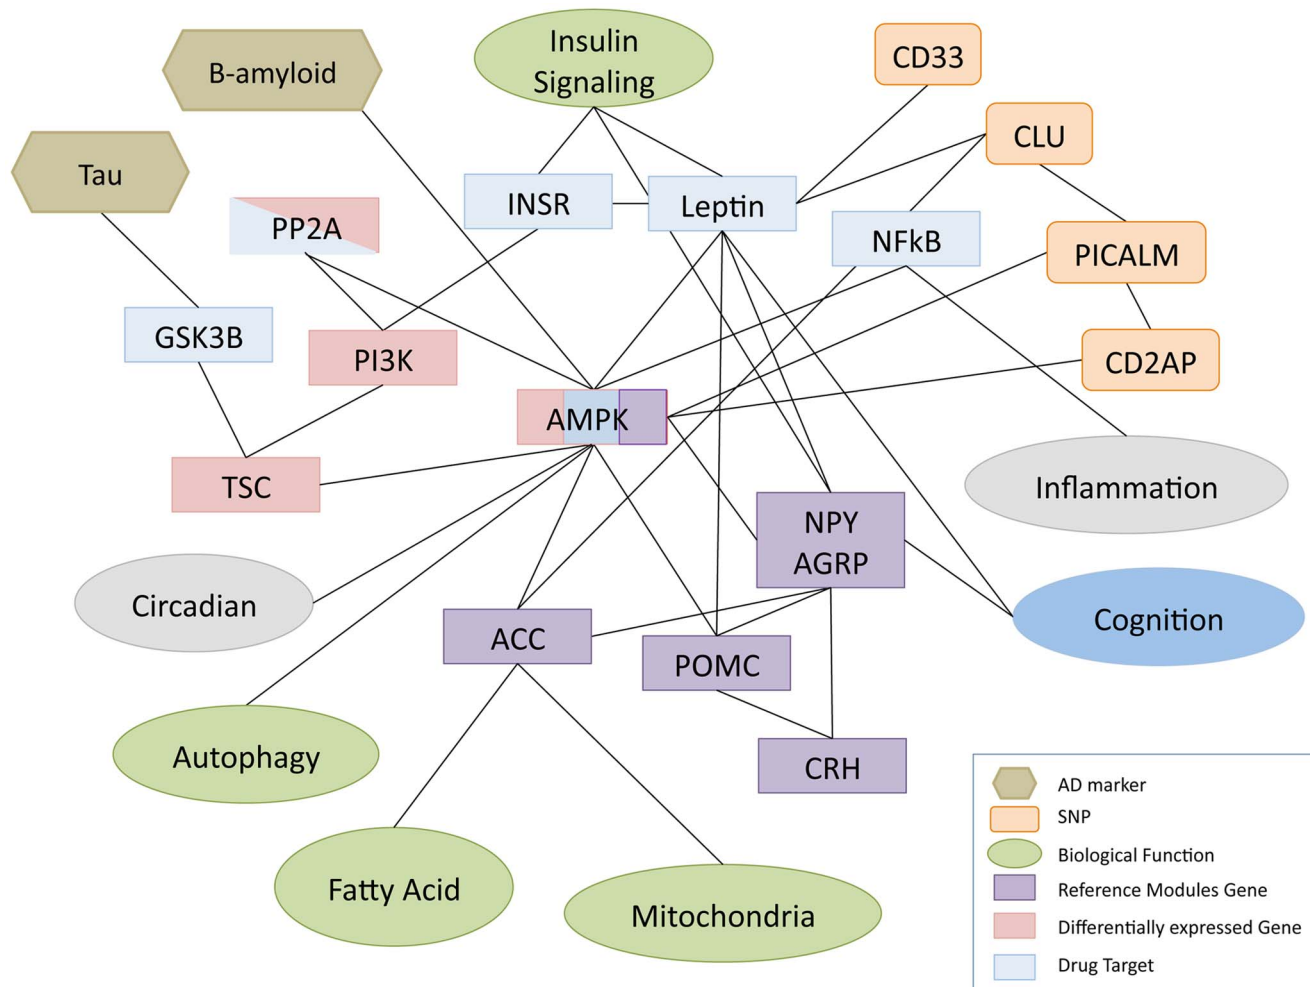 Insulin
Signaling
CD33
B-amyloid
CLU
Tau
INSR
Leptin
PP2A
NFkB
PICALM
GSK3B
PI3K
CD2AP
AMPK
TSC
Inflammation
NPY
AGRP
Circadian
Cognition
ACC
POMC
Autophagy
CRH
Fatty Acid
Mitochondria
AD marker
SNP
Biological Function
Reference Modules Gene
Differentially expressed Gene
Drug Target